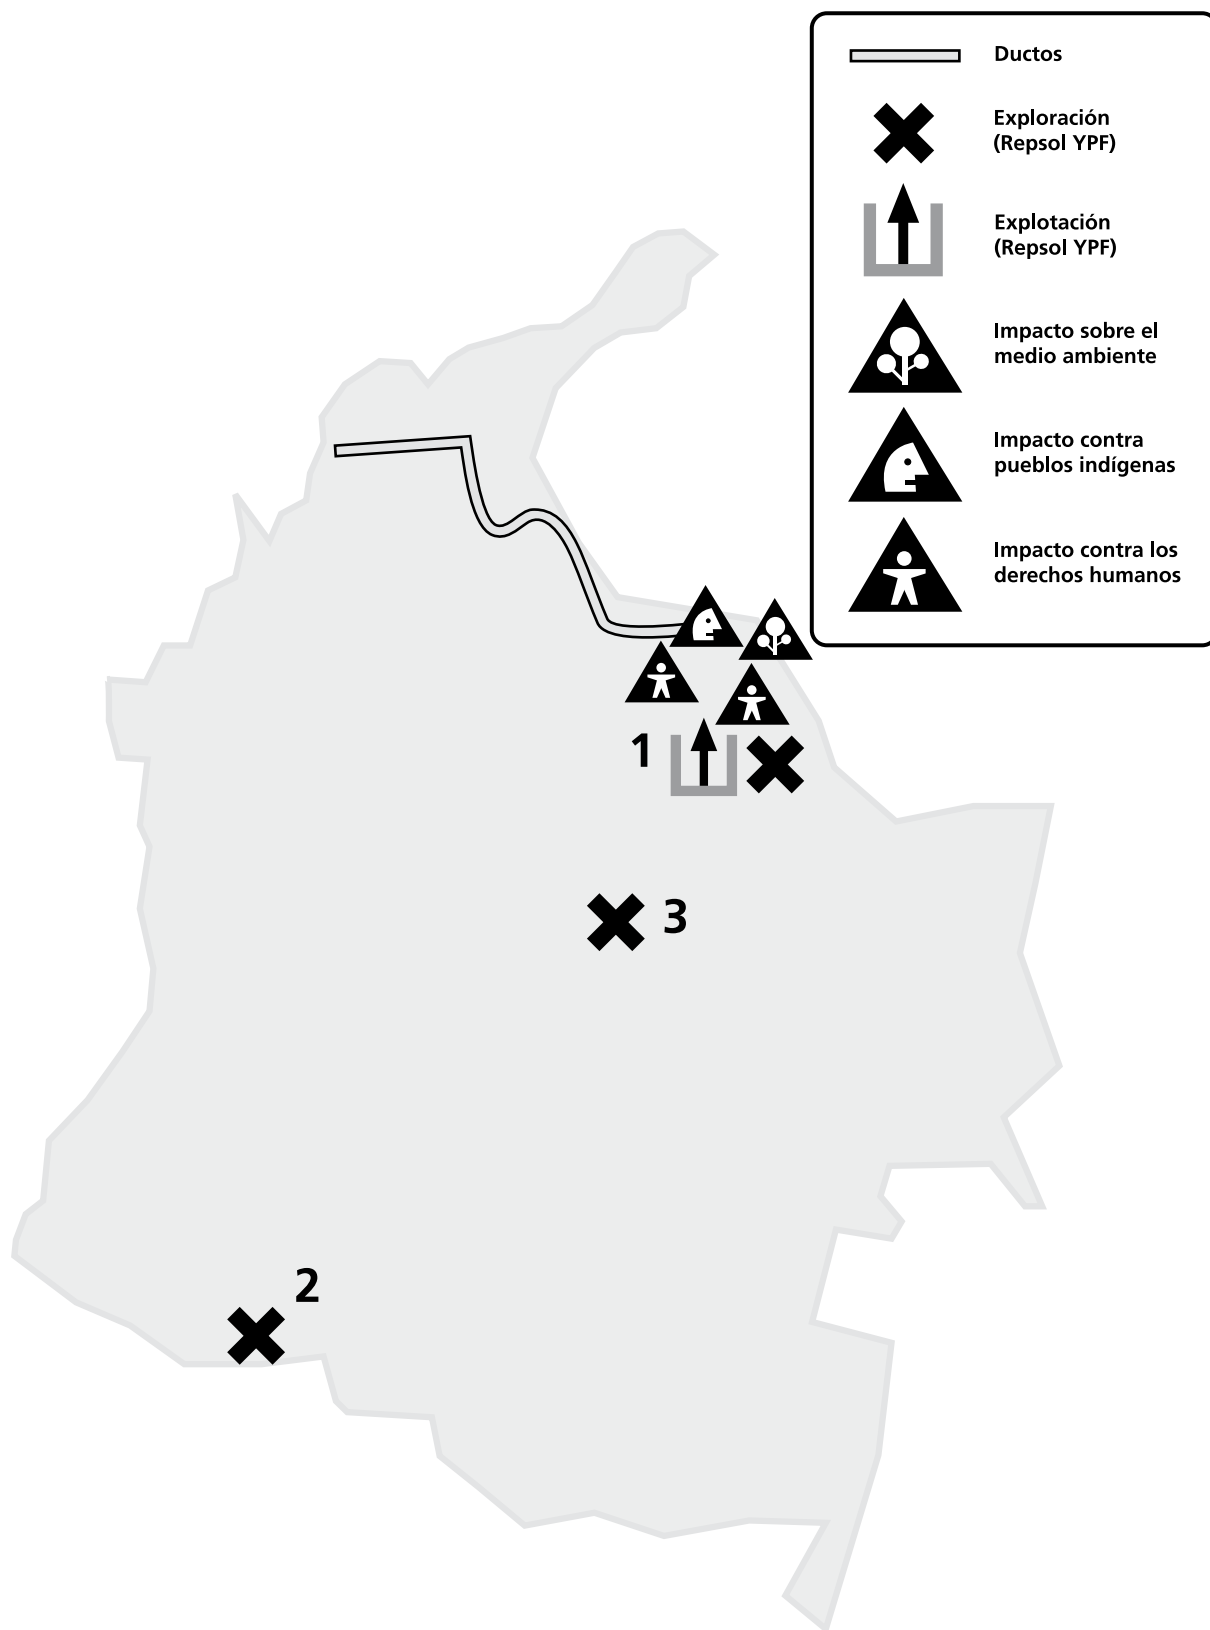 Ductos
Exploración
(Repsol YPF)
Explotación
(Repsol YPF)
Impacto sobre el
medio ambiente
Impacto contra
pueblos indígenas
Impacto contra los
derechos humanos
1
3
2